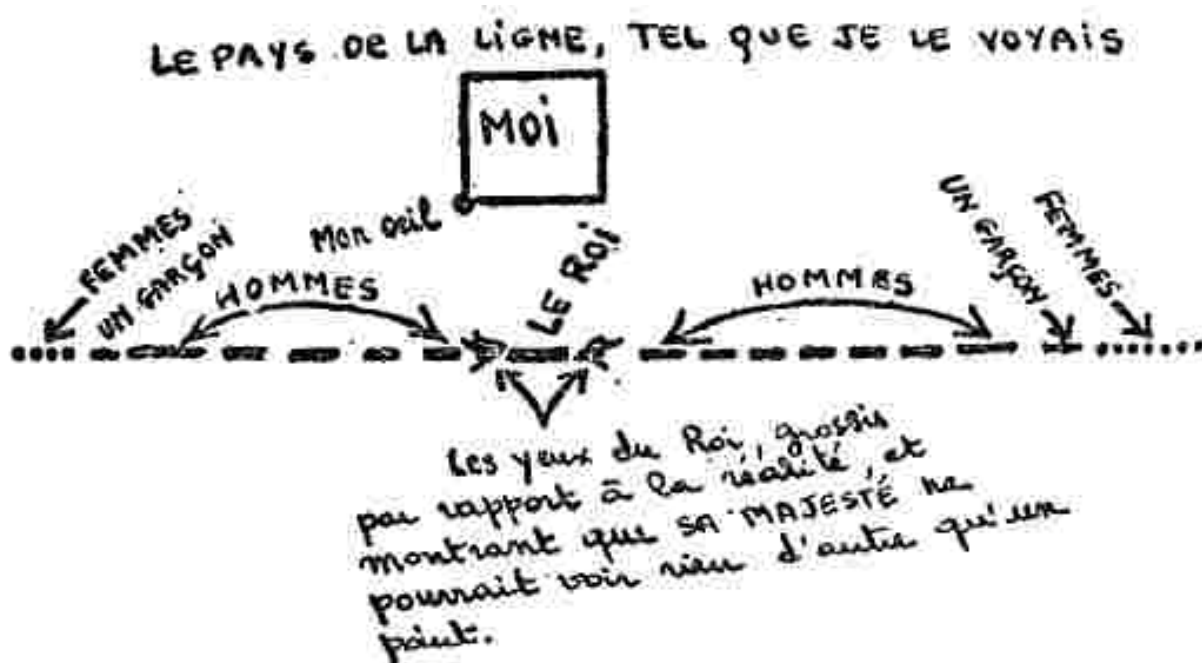 LE PAYS DE LA LIGNE, TEL QUE JE LE VOYAIS
MOI
Mon oeil
FEMMES
UN GARÇON
HOMMES
LE ROI
HOMMES
UN GARÇON
FEMMES
Les yeux du Roi, grossis
par rapport à la réalité, et
montrant que SA MAJESTÉ ne
pourrait voir rien d'autre qu'un
point.